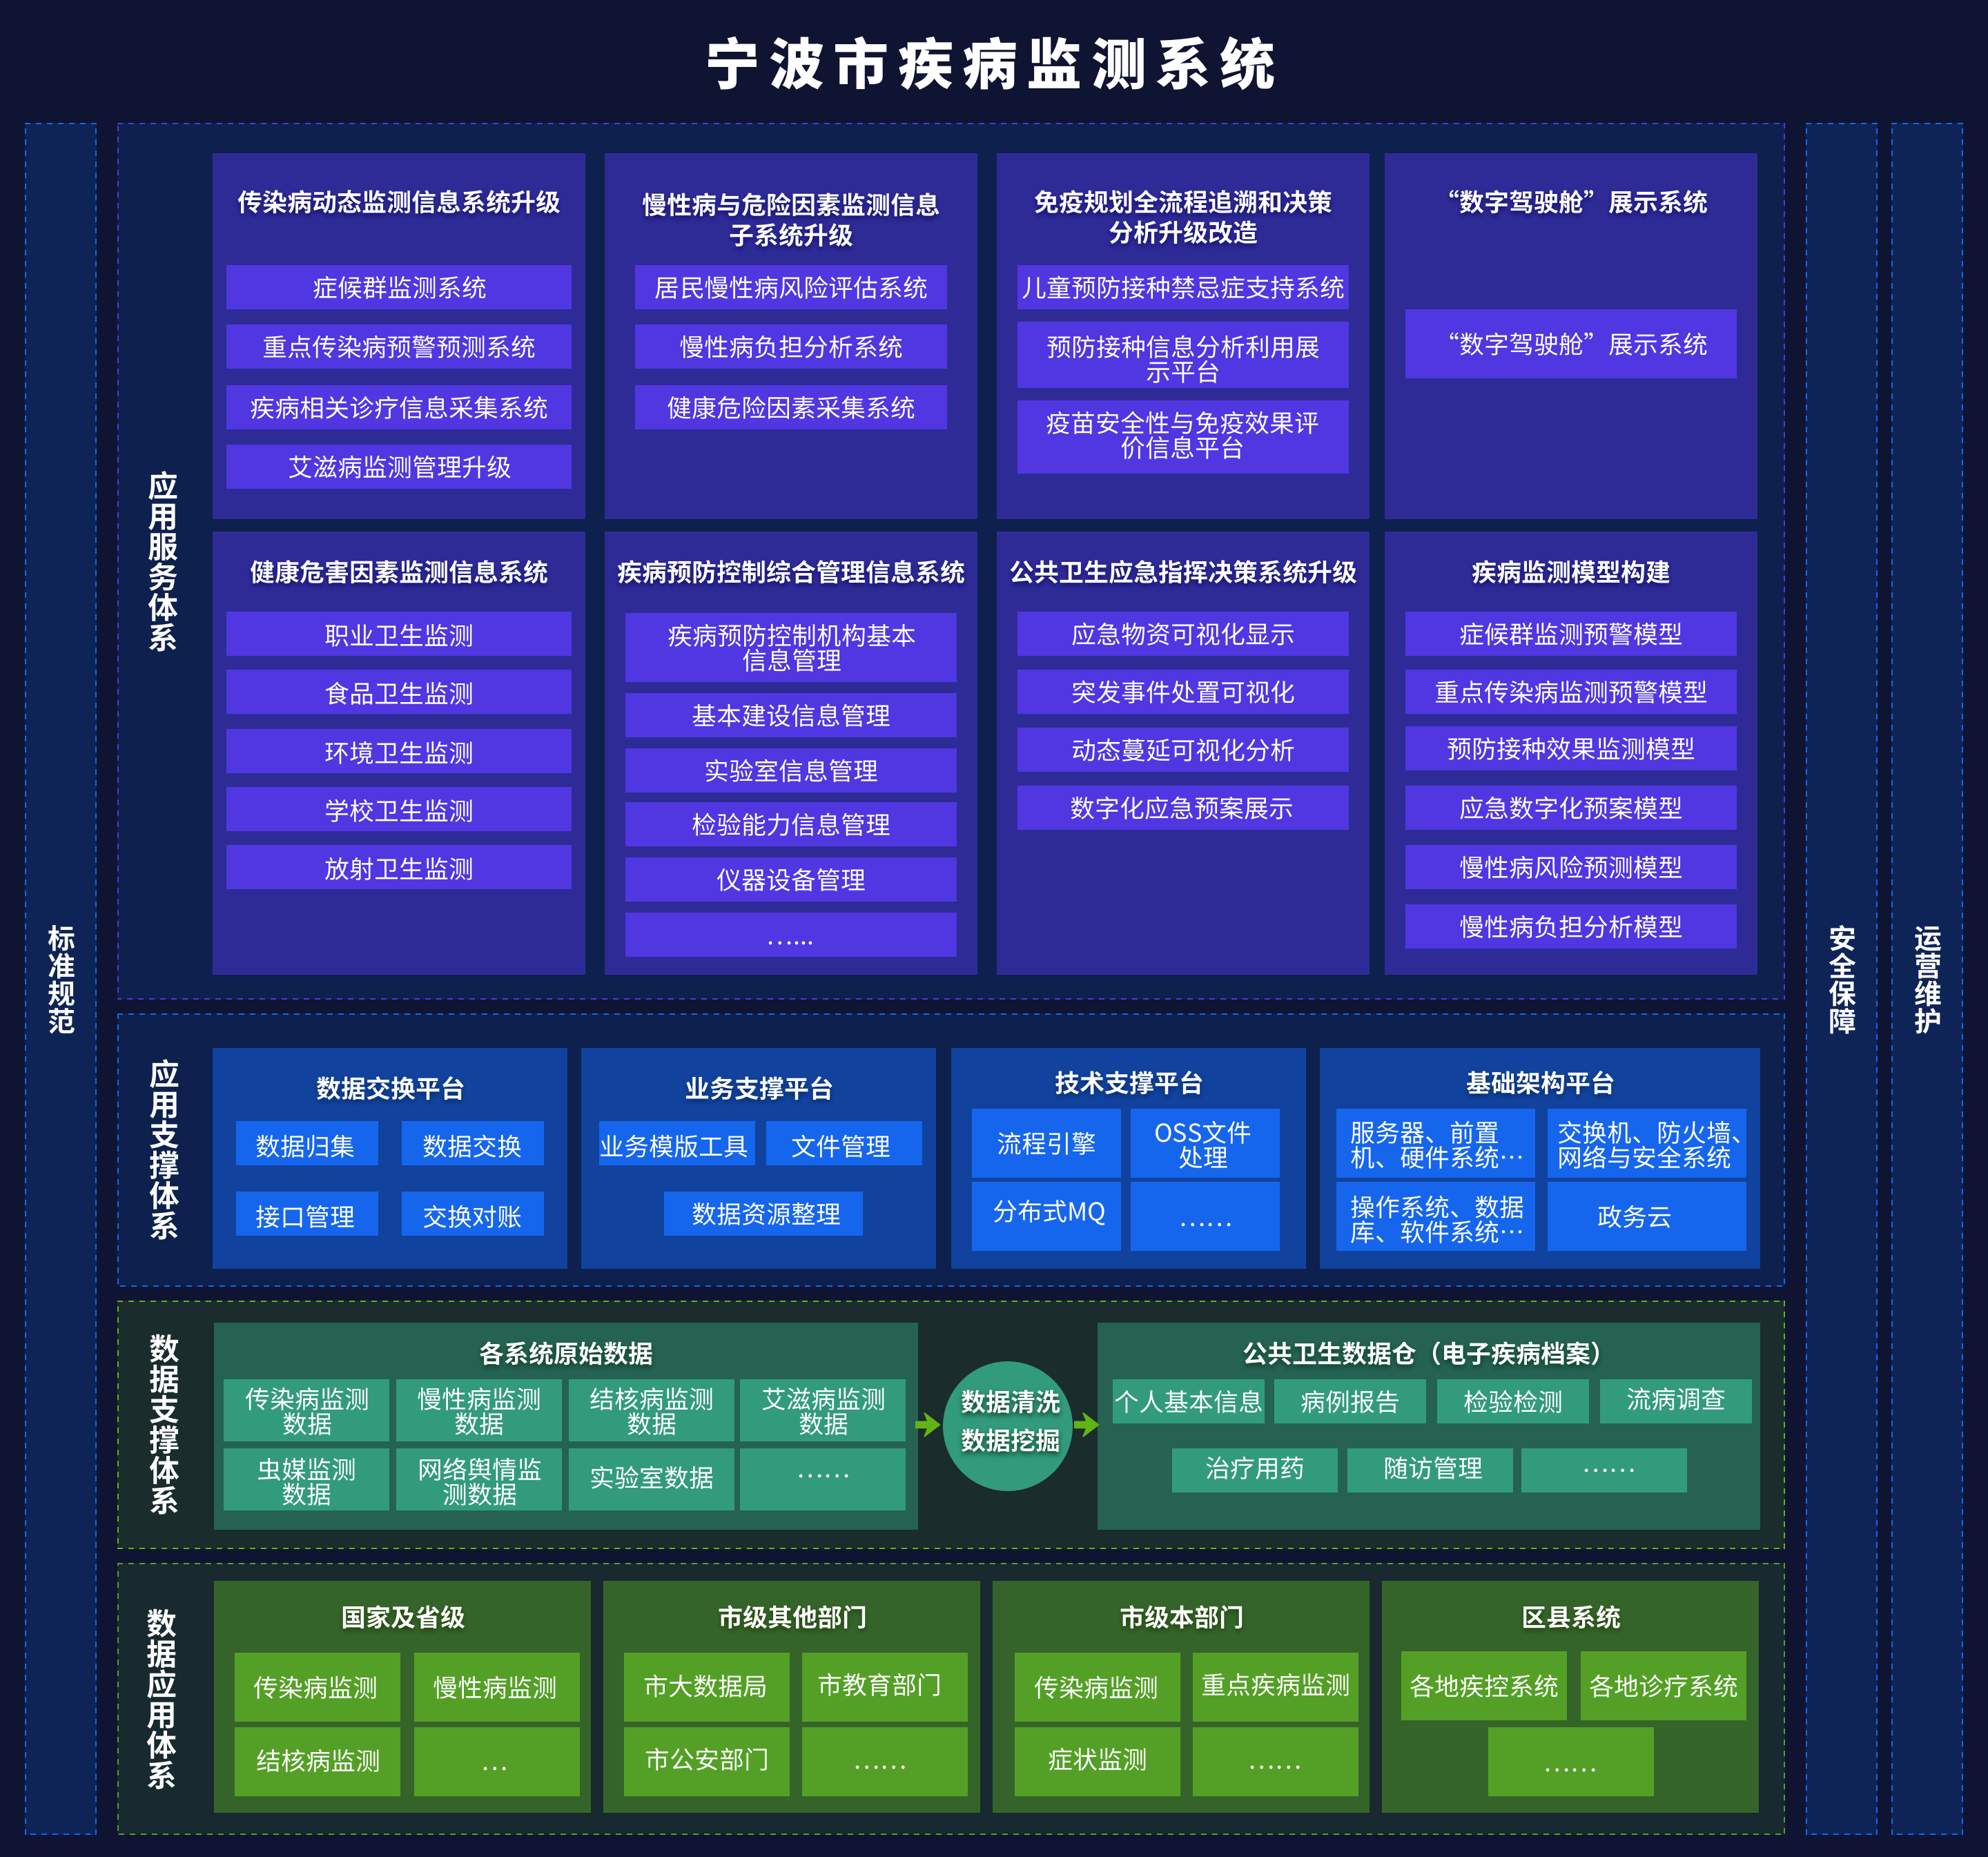 宁波市疾病监测系统
标准规范
应用服务体系
传染病动态监测信息系统升级
症候群监测系统
重点传染病预警预测系统
疾病相关诊疗信息采集系统
艾滋病监测管理升级
慢性病与危险因素监测信息
子系统升级
居民慢性病风险评估系统
慢性病负担分析系统
健康危险因素采集系统
免疫规划全流程追溯和决策
分析升级改造
儿童预防接种禁忌症支持系统
预防接种信息分析利用展
示平台
疫苗安全性与免疫效果评
价信息平台
“数字驾驶舱”展示系统
“数字驾驶舱”展示系统
健康危害因素监测信息系统
职业卫生监测
食品卫生监测
环境卫生监测
学校卫生监测
放射卫生监测
疾病预防控制综合管理信息系统
疾病预防控制机构基本
信息管理
基本建设信息管理
实验室信息管理
检验能力信息管理
仪器设备管理
…...
公共卫生应急指挥决策系统升级
应急物资可视化显示
突发事件处置可视化
动态蔓延可视化分析
数字化应急预案展示
疾病监测模型构建
症候群监测预警模型
重点传染病监测预警模型
预防接种效果监测模型
应急数字化预案模型
慢性病风险预测模型
慢性病负担分析模型
应用支撑体系
数据交换平台
数据归集
数据交换
接口管理
交换对账
业务支撑平台
业务模版工具
文件管理
数据资源整理
技术支撑平台
流程引擎
OSS文件
处理
分布式MQ
……
基础架构平台
服务器、前置
机、硬件系统…
交换机、防火墙、
网络与安全系统
操作系统、数据
库、软件系统…
政务云
数据支撑体系
各系统原始数据
传染病监测
数据
慢性病监测
数据
结核病监测
数据
艾滋病监测
数据
虫媒监测
数据
网络舆情监
测数据
实验室数据
……
数据清洗
数据挖掘
公共卫生数据仓（电子疾病档案）
个人基本信息
病例报告
检验检测
流病调查
治疗用药
随访管理
……
数据应用体系
国家及省级
传染病监测
慢性病监测
结核病监测
…
市级其他部门
市大数据局
市教育部门
市公安部门
……
市级本部门
传染病监测
重点疾病监测
症状监测
……
区县系统
各地疾控系统
各地诊疗系统
……
安全保障
运营维护